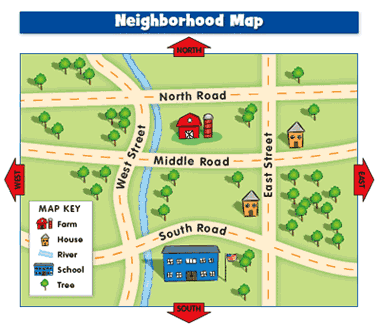 Neighborhood Map
NORTH
North Road
West Street
Middle Road
East Street
WEST
EAST
South Road
MAP KEY
Farm
House
River
School
Tree
SOUTH